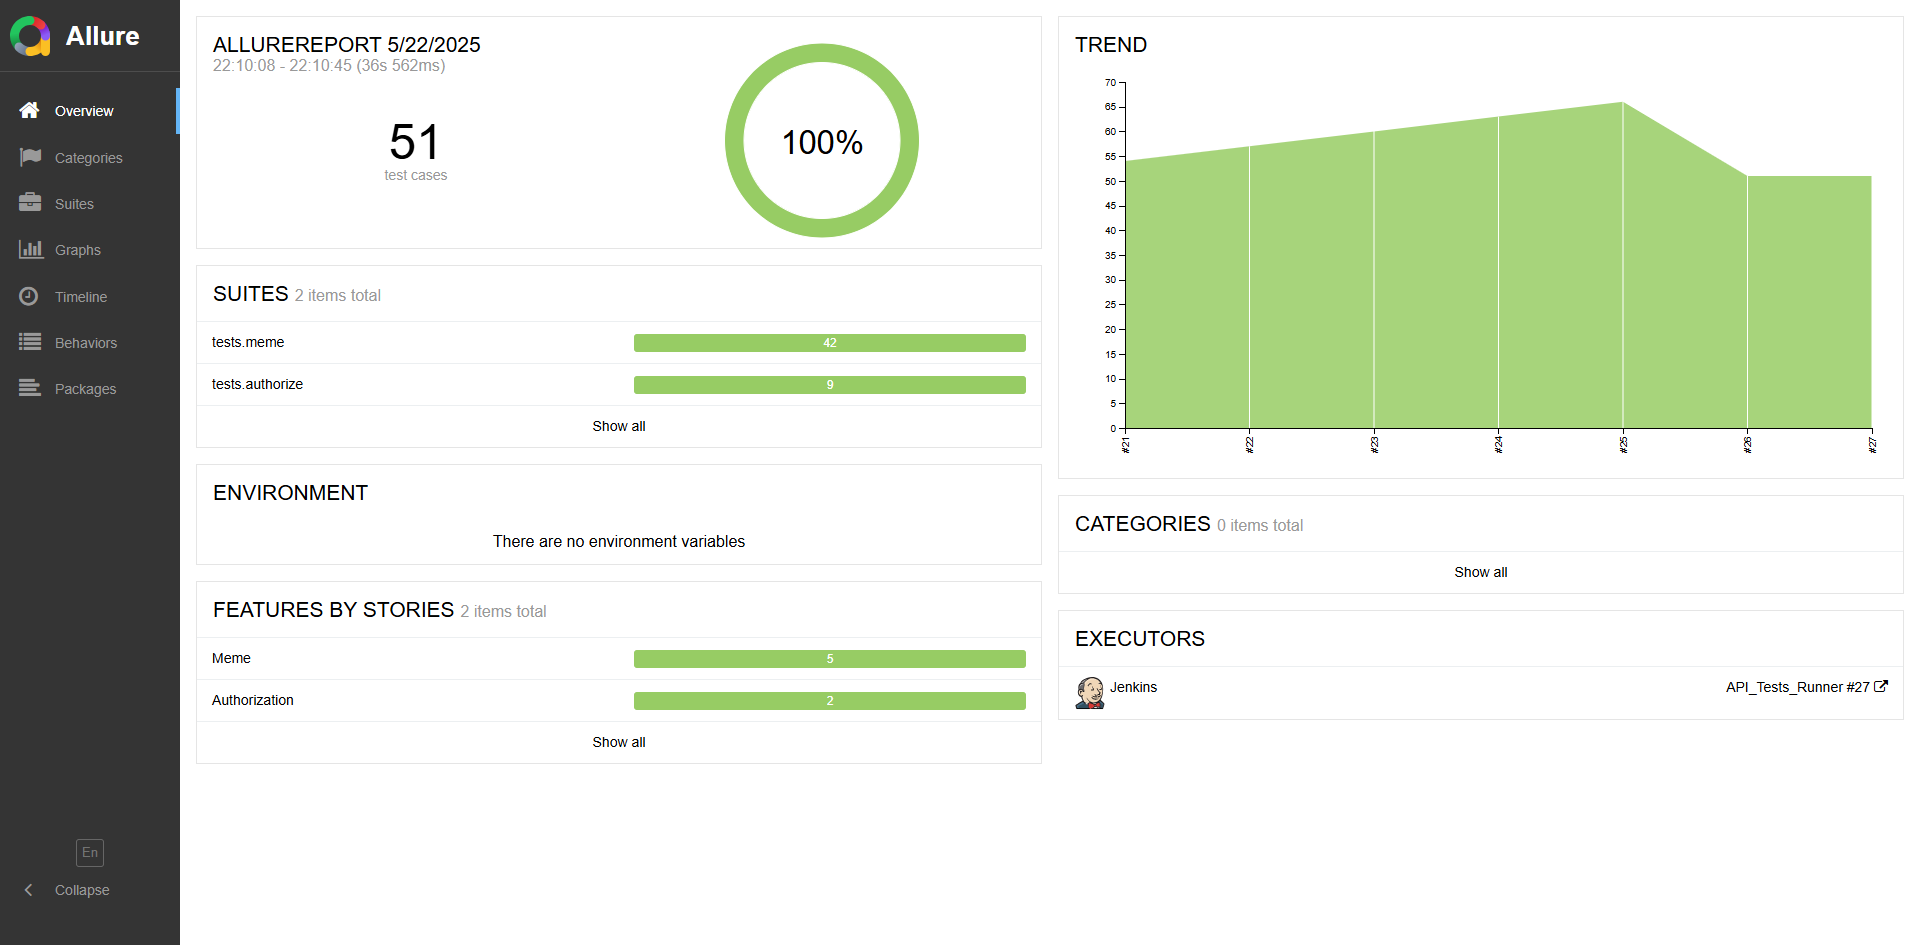 Allure
Overview
Categories
Suites
Graphs
Timeline
Behaviors
Packages
En
Collapse
ALLUREREPORT 5/22/2025
22:10:08 - 22:10:45 (36s 562ms)
51
test cases
100%
SUITES 2 items total
tests.meme 42
tests.authorize 9
Show all
ENVIRONMENT
There are no environment variables
FEATURES BY STORIES 2 items total
Meme 5
Authorization 2
Show all
TREND
70
65
60
55
50
45
40
35
30
25
20
15
10
5
0
#21 #22 #23 #24 #25 #26 #27
CATEGORIES 0 items total
Show all
EXECUTORS
Jenkins API_Tests_Runner #27